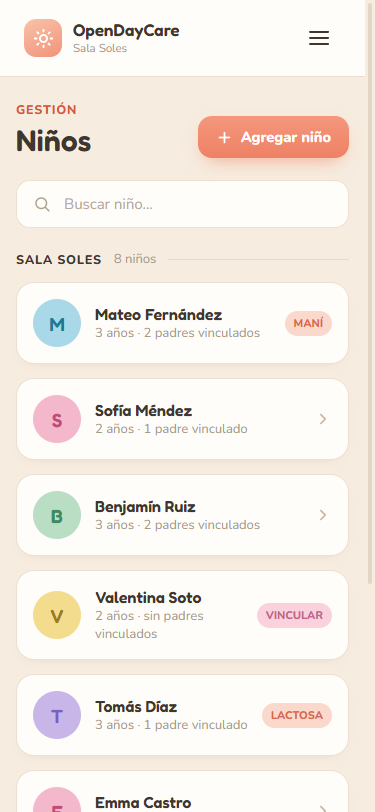 OpenDayCare
Sala Soles
GESTIÓN
Niños
+ Agregar niño
Buscar niño...
SALA SOLES 8 niños
M
Mateo Fernández
3 años · 2 padres vinculados
MANÍ
S
Sofía Méndez
2 años · 1 padre vinculado
B
Benjamín Ruiz
3 años · 2 padres vinculados
V
Valentina Soto
2 años · sin padres
vinculados
VINCULAR
T
Tomás Díaz
3 años · 1 padre vinculado
LACTOSA
E
Emma Castro